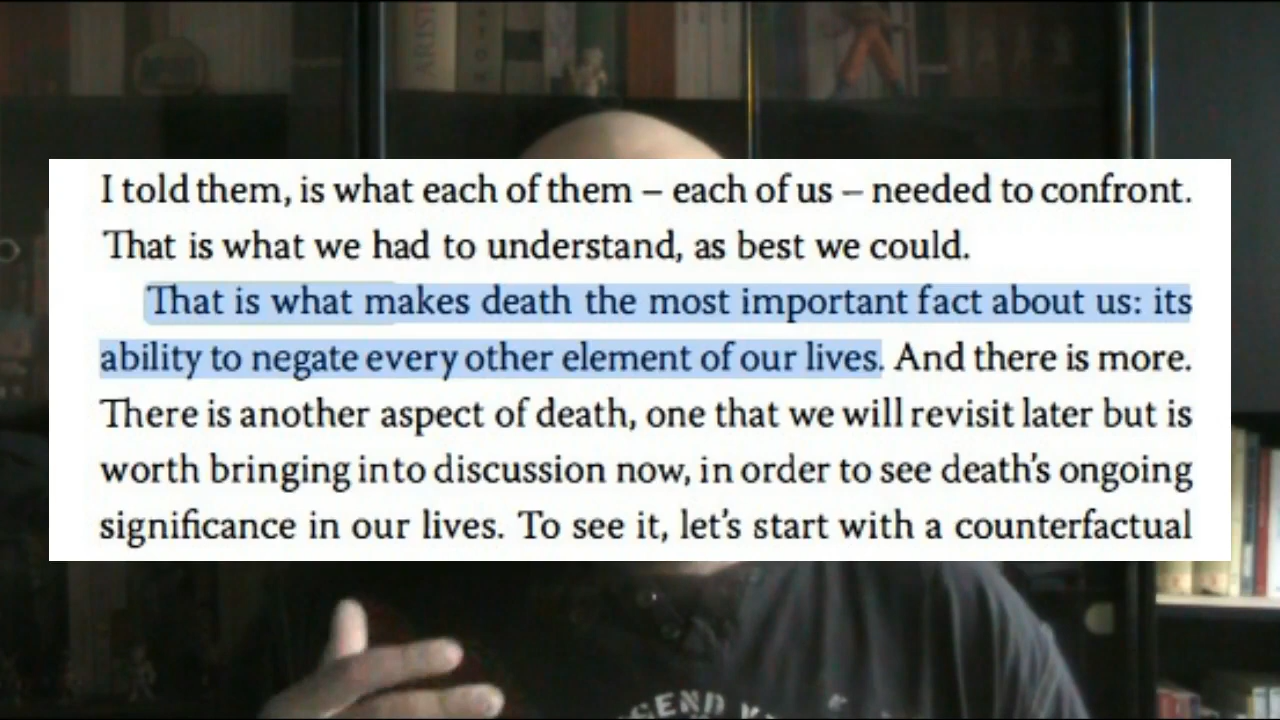 ARIST
I told them, is what each of them – each of us – needed to confront.
That is what we had to understand, as best we could.
That is what makes death the most important fact about us: its
ability to negate every other element of our lives. And there is more.
There is another aspect of death, one that we will revisit later but is
worth bringing into discussion now, in order to see death's ongoing
significance in our lives. To see it, let's start with a counterfactual